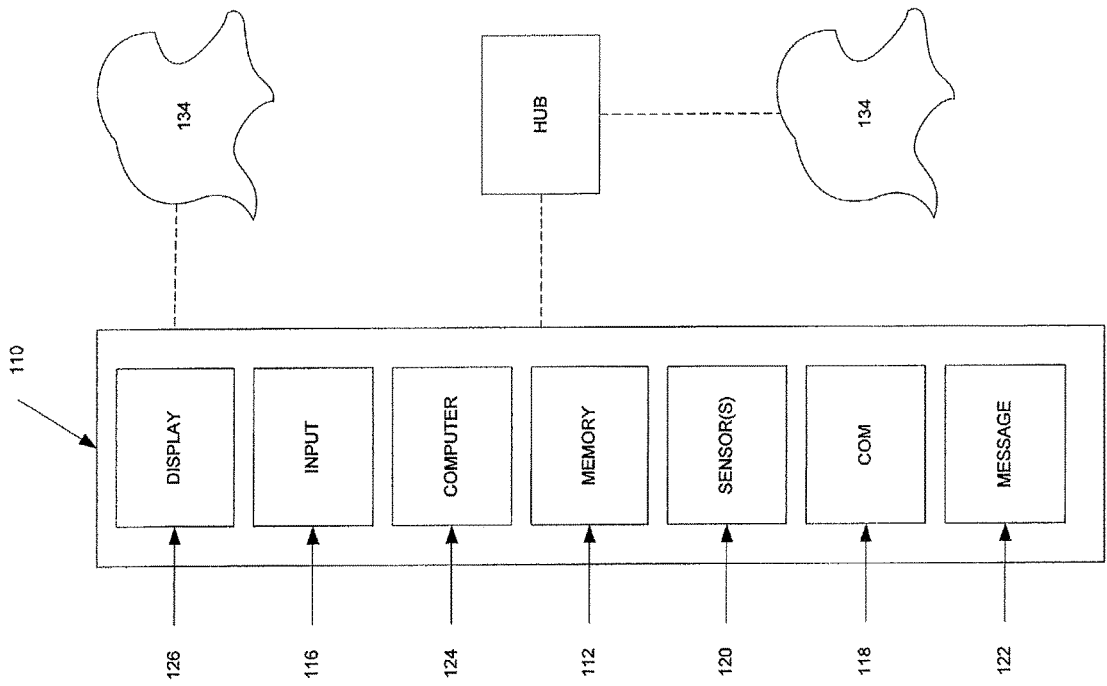 110
DISPLAY
126
INPUT
116
COMPUTER
124
MEMORY
112
SENSOR(S)
120
COM
118
MESSAGE
122
134
HUB
134